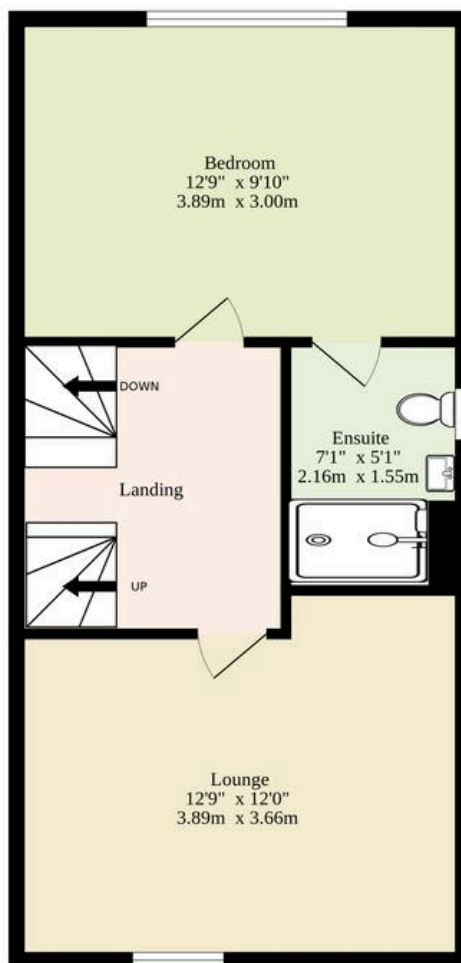 Bedroom
12'9" x 9'10"
3.89m x 3.00m
DOWN
Ensuite
7'1" x 5'1"
2.16m x 1.55m
Landing
UP
Lounge
12'9" x 12'0"
3.89m x 3.66m